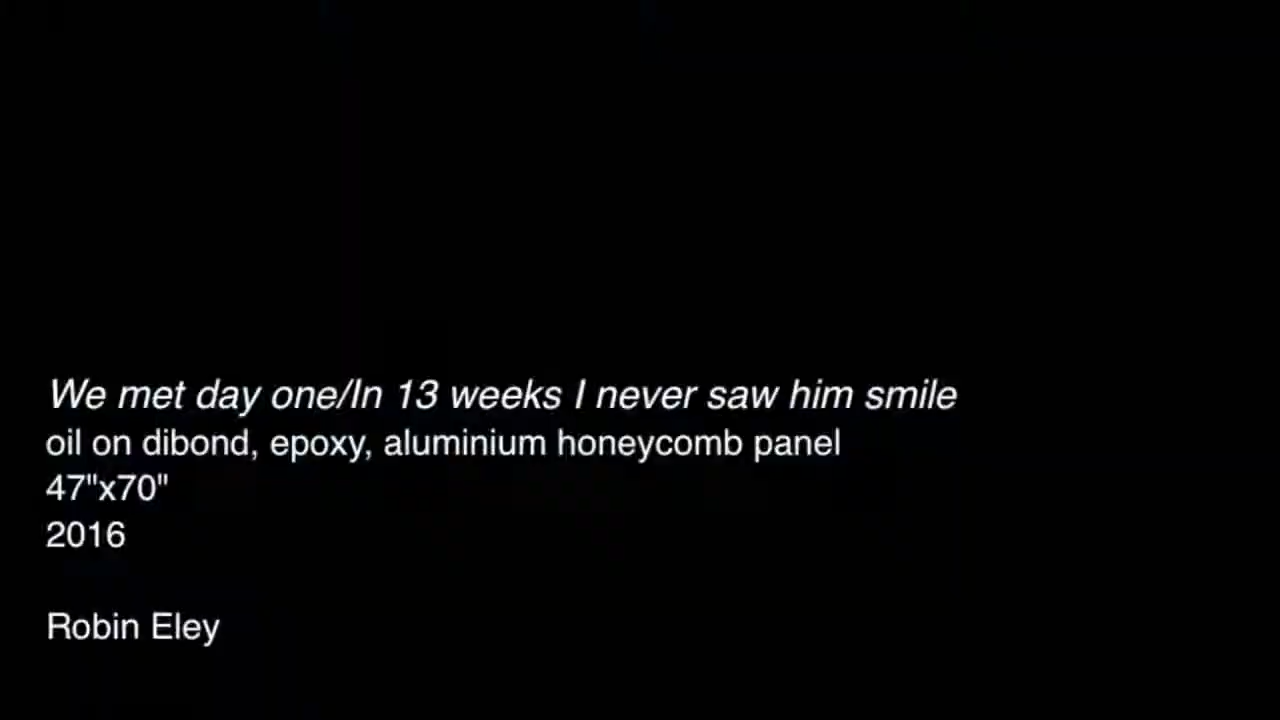 We met day one/In 13 weeks I never saw him smile
oil on dibond, epoxy, aluminium honeycomb panel
47"x70"
2016
Robin Eley